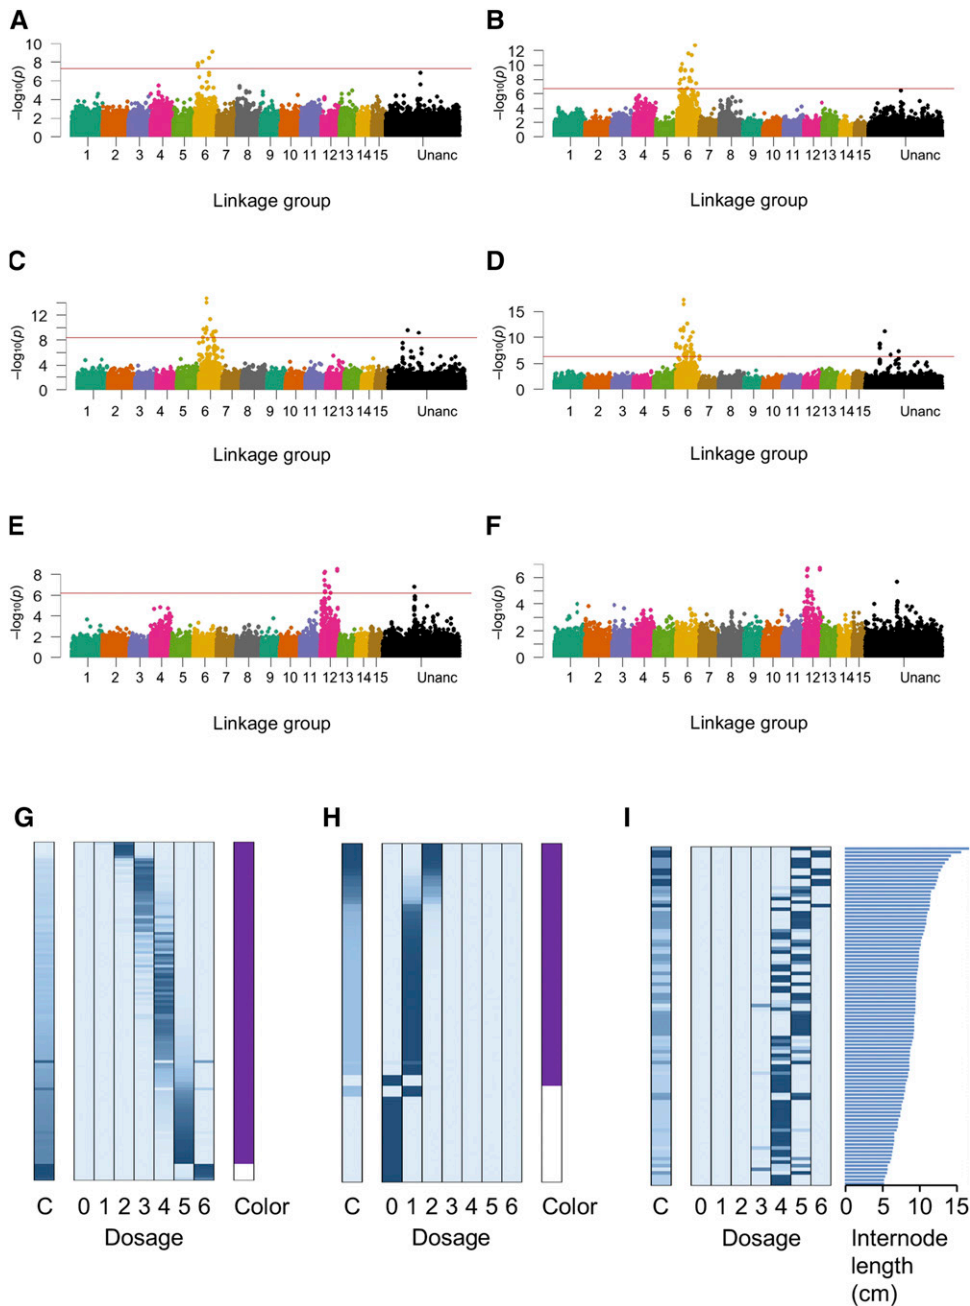 A
−log₁₀(p)
10
8
6
4
2
0
1 2 3 4 5 6 7 8 9 10 11 12 13 14 15 Unanc
Linkage group
B
−log₁₀(p)
12
10
8
6
4
2
0
1 2 3 4 5 6 7 8 9 10 11 12 13 14 15 Unanc
Linkage group
C
−log₁₀(p)
12
8
4
0
1 2 3 4 5 6 7 8 9 10 11 12 13 14 15 Unanc
Linkage group
D
−log₁₀(p)
15
10
5
0
1 2 3 4 5 6 7 8 9 10 11 12 13 14 15 Unanc
Linkage group
E
−log₁₀(p)
8
6
4
2
0
1 2 3 4 5 6 7 8 9 10 11 12 13 14 15 Unanc
Linkage group
F
−log₁₀(p)
6
4
2
0
1 2 3 4 5 6 7 8 9 10 11 12 13 14 15 Unanc
Linkage group
G
C 0 1 2 3 4 5 6 Color
Dosage
H
C 0 1 2 3 4 5 6 Color
Dosage
I
C 0 1 2 3 4 5 6 0 5 10 15
Dosage
Internode
length
(cm)